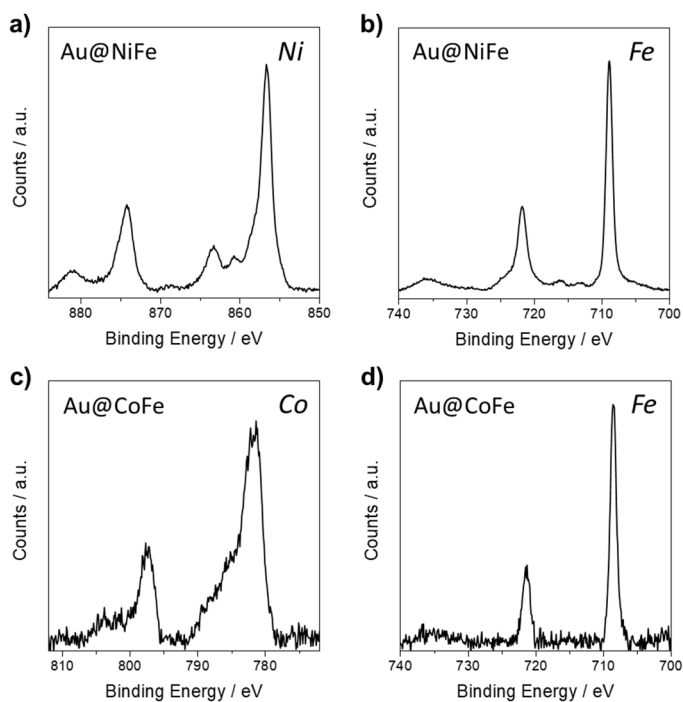 a)
Au@NiFe
Ni
Counts / a.u.
880 870 860 850
Binding Energy / eV
b)
Au@NiFe
Fe
Counts / a.u.
740 730 720 710 700
Binding Energy / eV
c)
Au@CoFe
Co
Counts / a.u.
810 800 790 780
Binding Energy / eV
d)
Au@CoFe
Fe
Counts / a.u.
740 730 720 710 700
Binding Energy / eV